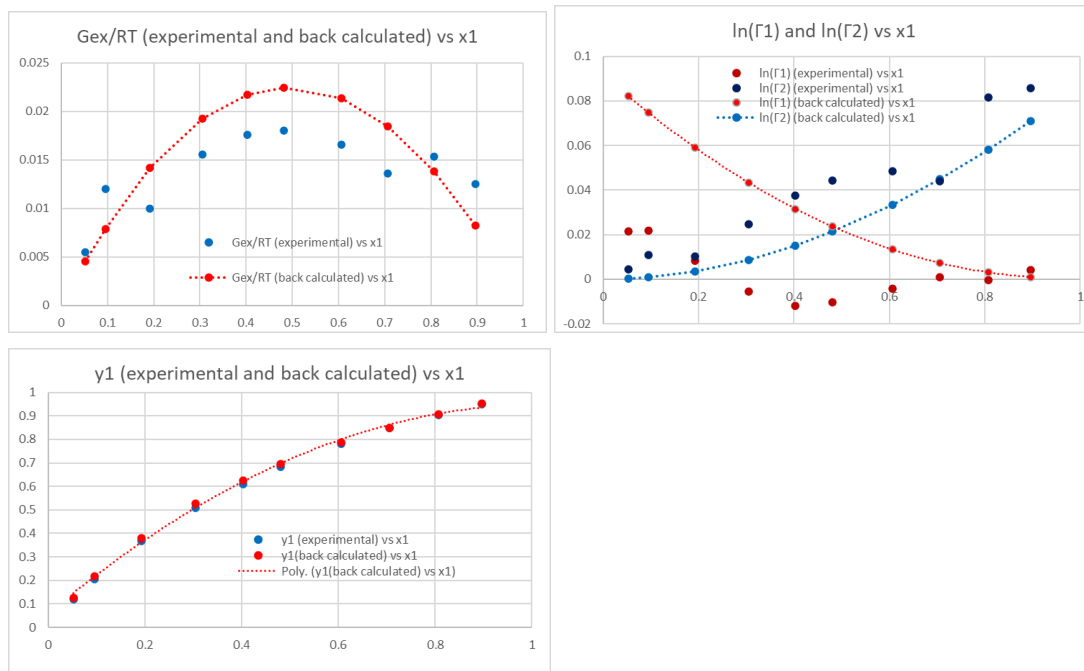 Gex/RT (experimental and back calculated) vs x1
0.025
0.02
0.015
0.01
0.005
0
0 0.1 0.2 0.3 0.4 0.5 0.6 0.7 0.8 0.9 1
Gex/RT (experimental) vs x1
Gex/RT (back calculated) vs x1
ln(Γ1) and ln(Γ2) vs x1
0.1
0.08
0.06
0.04
0.02
0
-0.02
0.2 0.4 0.6 0.8 1
ln(Γ1) (experimental) vs x1
ln(Γ2) (experimental) vs x1
ln(Γ1) (back calculated) vs x1
ln(Γ2) (back calculated) vs x1
y1 (experimental and back calculated) vs x1
1
0.9
0.8
0.7
0.6
0.5
0.4
0.3
0.2
0.1
0
0 0.2 0.4 0.6 0.8 1
y1 (experimental) vs x1
y1(back calculated) vs x1
Poly. (y1(back calculated) vs x1)